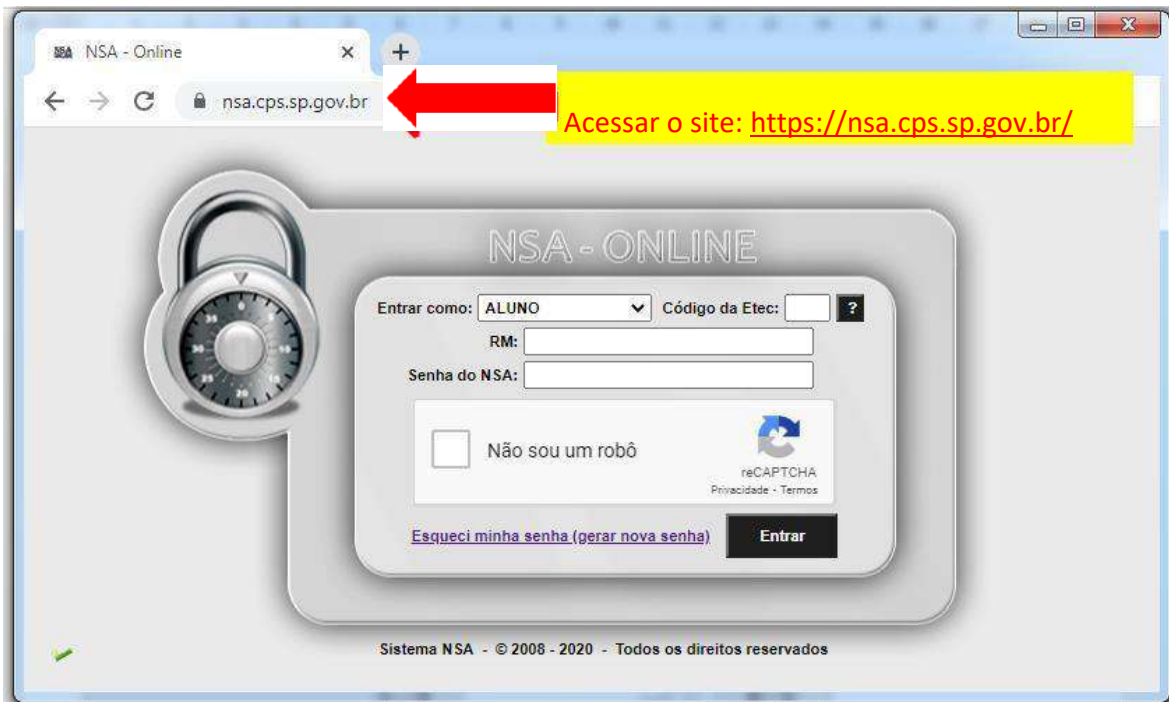 NSA - Online
nsa.cps.sp.gov.br
Acessar o site: https://nsa.cps.sp.gov.br/
NSA - ONLINE
Entrar como: ALUNO Código da Etec: ?
RM:
Senha do NSA:
Não sou um robô
reCAPTCHA
Privacidade - Termos
Esqueci minha senha (gerar nova senha) Entrar
Sistema NSA - © 2008 - 2020 - Todos os direitos reservados